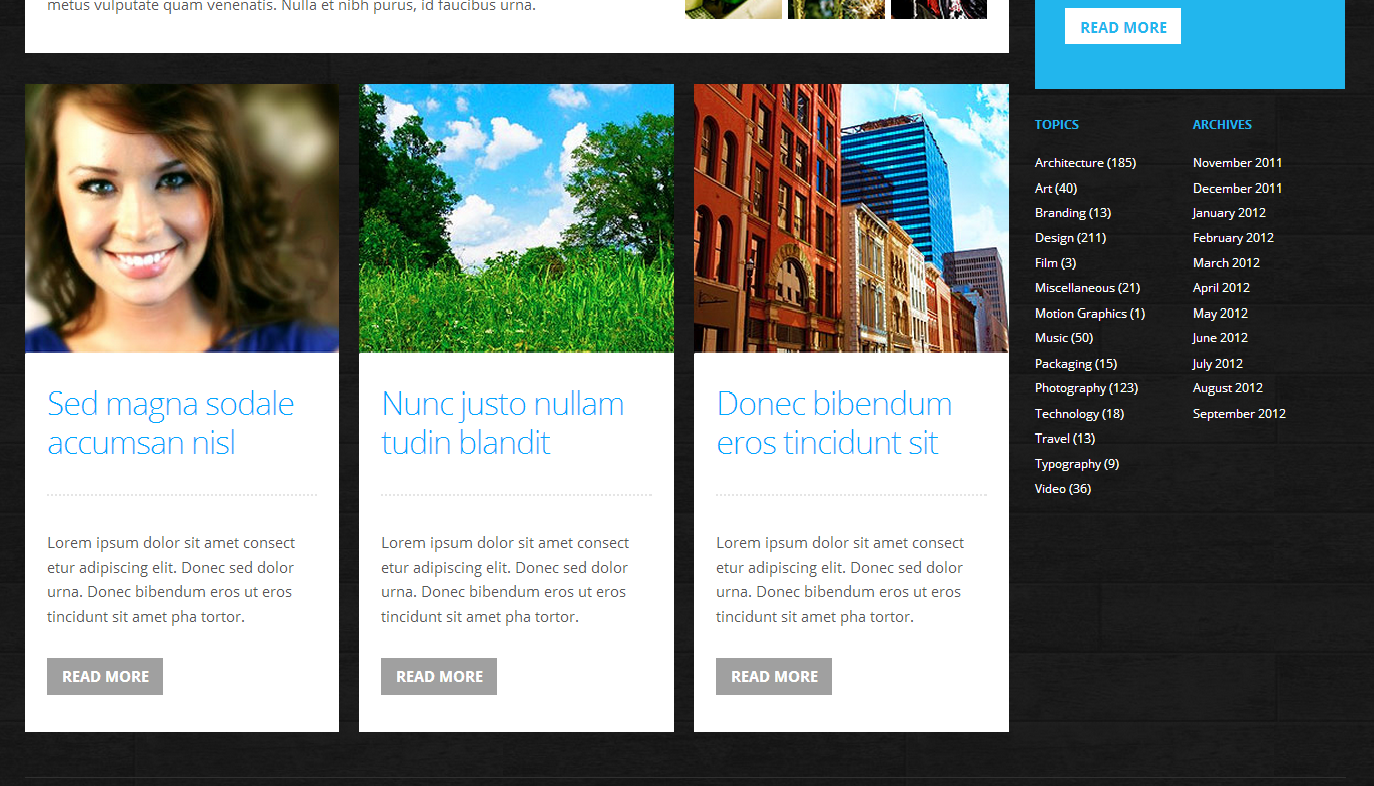 metus vulputate quam venenatis. Nulla et nibh purus, id faucibus urna.
READ MORE
Sed magna sodale
accumsan nisl
Lorem ipsum dolor sit amet consect
etur adipiscing elit. Donec sed dolor
urna. Donec bibendum eros ut eros
tincidunt sit amet pha tortor.
READ MORE
Nunc justo nullam
tudin blandit
Lorem ipsum dolor sit amet consect
etur adipiscing elit. Donec sed dolor
urna. Donec bibendum eros ut eros
tincidunt sit amet pha tortor.
READ MORE
Donec bibendum
eros tincidunt sit
Lorem ipsum dolor sit amet consect
etur adipiscing elit. Donec sed dolor
urna. Donec bibendum eros ut eros
tincidunt sit amet pha tortor.
READ MORE
TOPICS
Architecture (185)
Art (40)
Branding (13)
Design (211)
Film (3)
Miscellaneous (21)
Motion Graphics (1)
Music (50)
Packaging (15)
Photography (123)
Technology (18)
Travel (13)
Typography (9)
Video (36)
ARCHIVES
November 2011
December 2011
January 2012
February 2012
March 2012
April 2012
May 2012
June 2012
July 2012
August 2012
September 2012